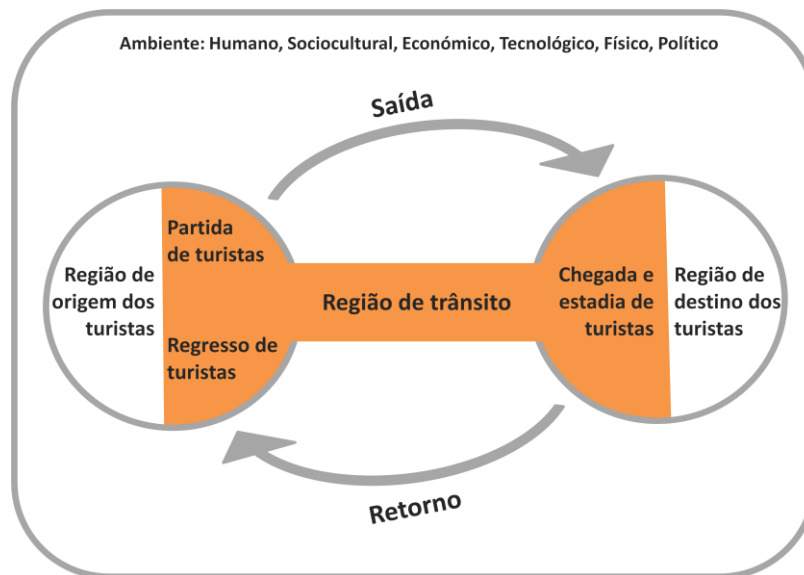 Ambiente: Humano, Sociocultural, Económico, Tecnológico, Físico, Político
Saída
Partida
de turistas
Região de
origem dos
turistas
Regresso de
turistas
Região de trânsito
Chegada e
estadia de
turistas
Região de
destino dos
turistas
Retorno